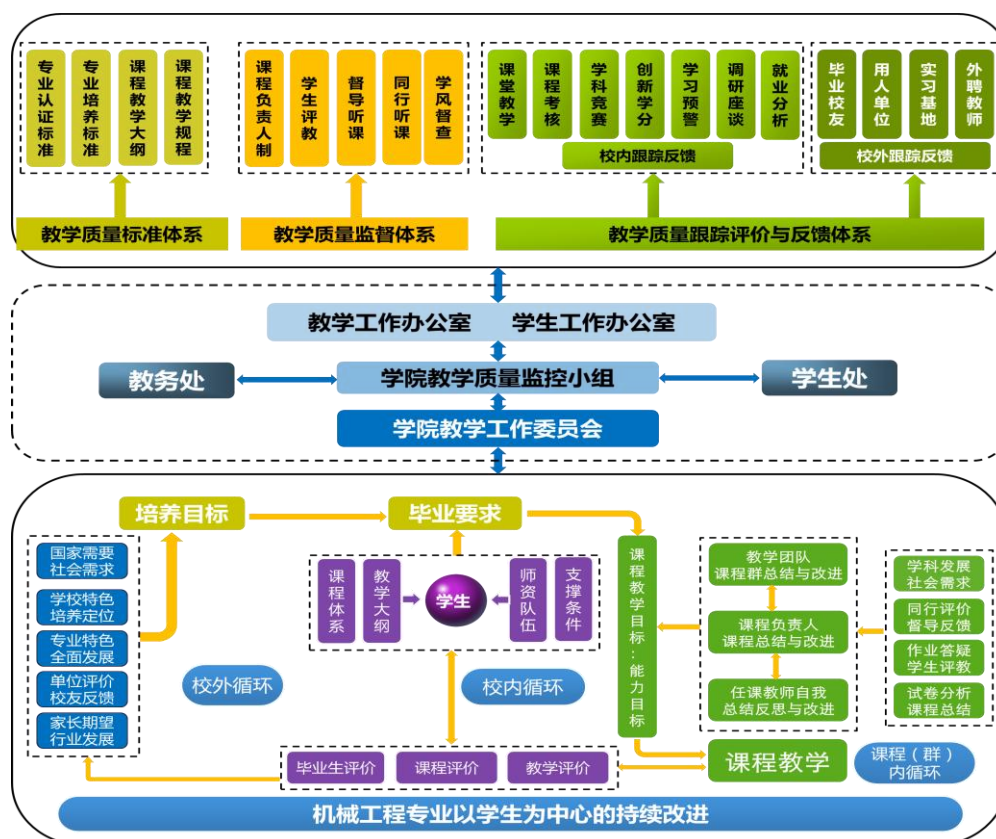 专业认证标准
专业培养标准
课程教学大纲
课程教学规程
课程负责人制
学生评教
督导听课
同行听课
学风督查
课堂教学
课程考核
学科竞赛
创新学分
学习预警
调研座谈
就业分析
校内跟踪反馈
毕业校友
用人单位
实习基地
外聘教师
校外跟踪反馈
教学质量标准体系
教学质量监督体系
教学质量跟踪评价与反馈体系
教学工作办公室 学生工作办公室
教务处
学院教学质量监控小组
学生处
学院教学工作委员会
培养目标
毕业要求
国家需要
社会需求
学校特色
培养定位
专业特色
全面发展
单位评价
校友反馈
家长期望
行业发展
校外循环
课程体系
教学大纲
学生
师资队伍
支撑条件
校内循环
课程教学目标:能力目标
教学团队
课程群总结与改进
课程负责人
课程总结与改进
任课教师自我
总结反思与改进
学科发展
社会需求
同行评价
督导反馈
作业答疑
学生评教
试卷分析
课程总结
毕业生评价
课程评价
教学评价
课程教学
课程（群）
内循环
机械工程专业以学生为中心的持续改进